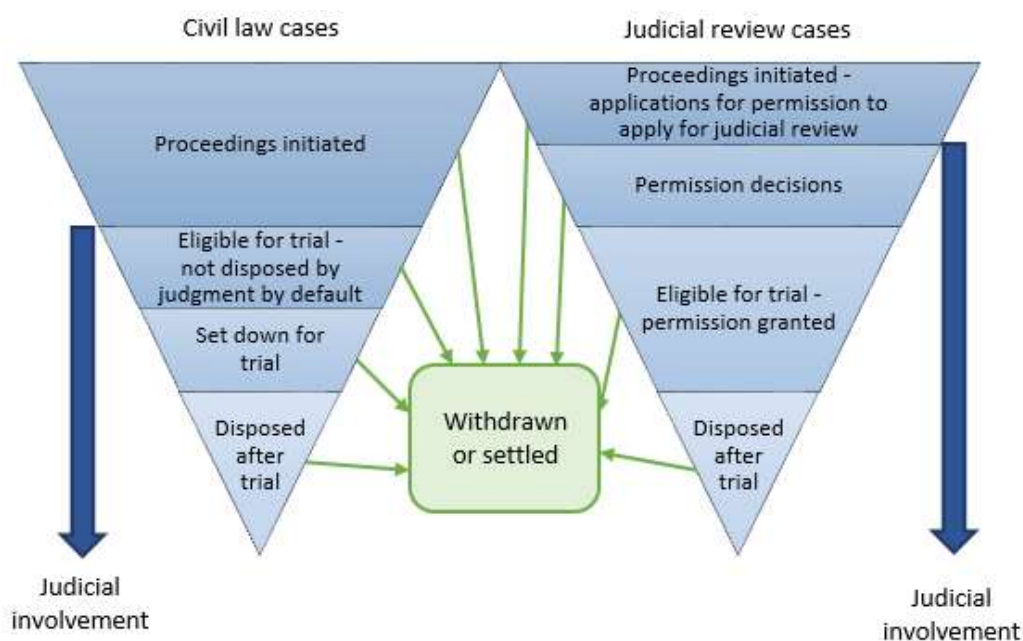 Civil law cases
Proceedings initiated
Eligible for trial -
not disposed by
judgment by default
Set down for
trial
Disposed
after
trial
Judicial
involvement
Withdrawn
or settled
Judicial review cases
Proceedings initiated -
applications for permission to
apply for judicial review
Permission decisions
Eligible for trial -
permission granted
Disposed
after
trial
Judicial
involvement